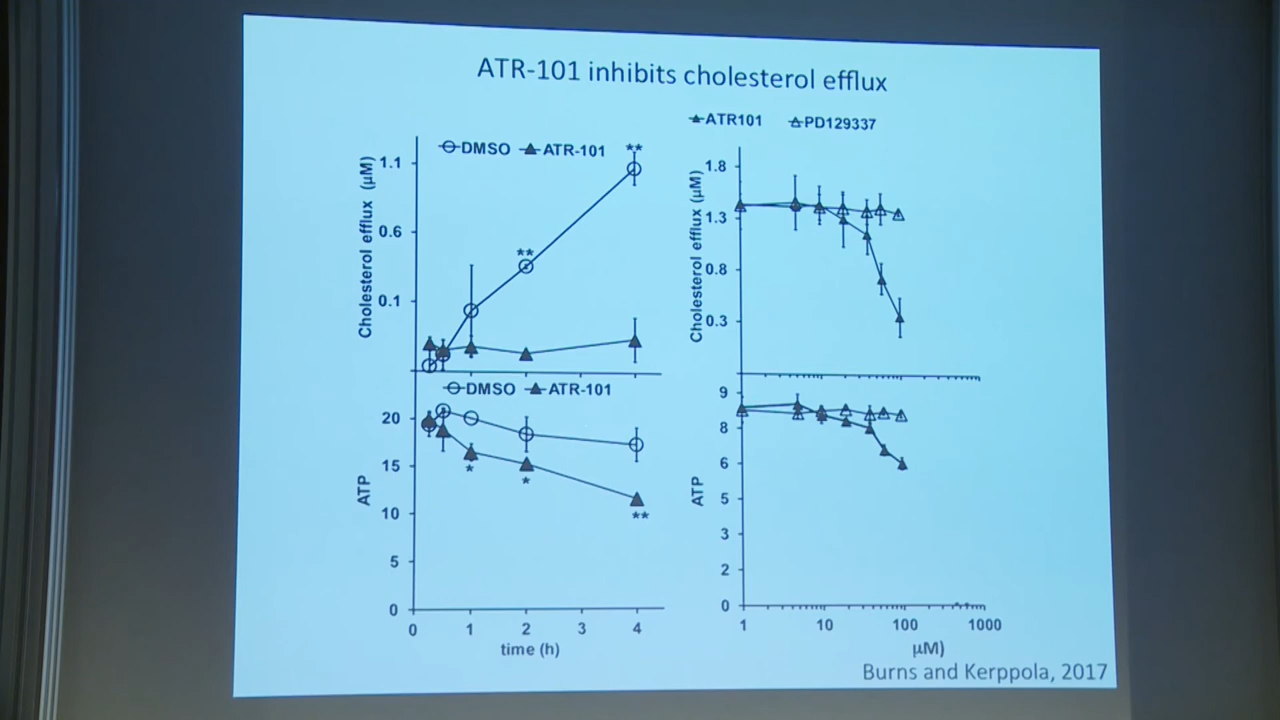 ATR-101 inhibits cholesterol efflux
ATR101 PD129337
DMSO ATR-101 **
Cholesterol efflux (µM)
1.1
0.6
0.1
**
Cholesterol efflux (µM)
1.8
1.3
0.8
0.3
DMSO ATR-101
ATP
20
15
10
5
0
* * **
0 1 2 3 4
time (h)
ATP
9
8
6
5
3
2
0
1 10 100 1000
µM)
Burns and Kerppola, 2017